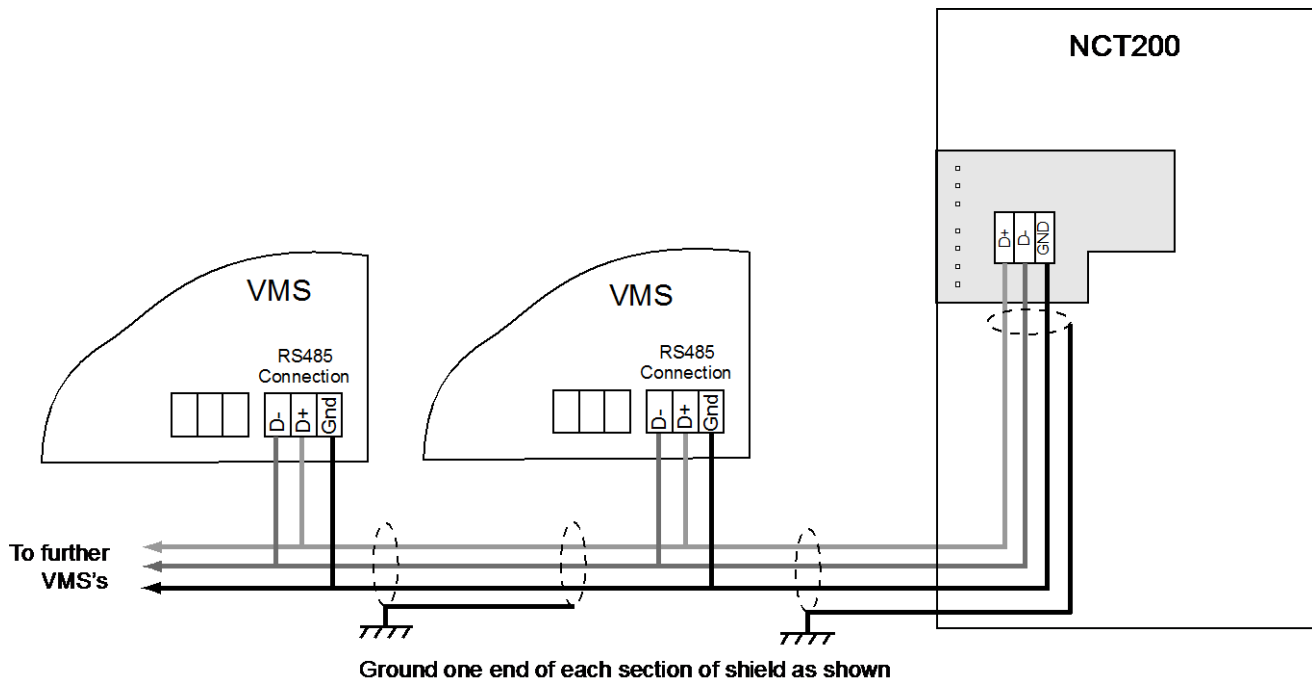 NCT200
D+
D-
GND
VMS
RS485
Connection
D-
D+
Gnd
VMS
RS485
Connection
D-
D+
Gnd
To further
VMS's
Ground one end of each section of shield as shown